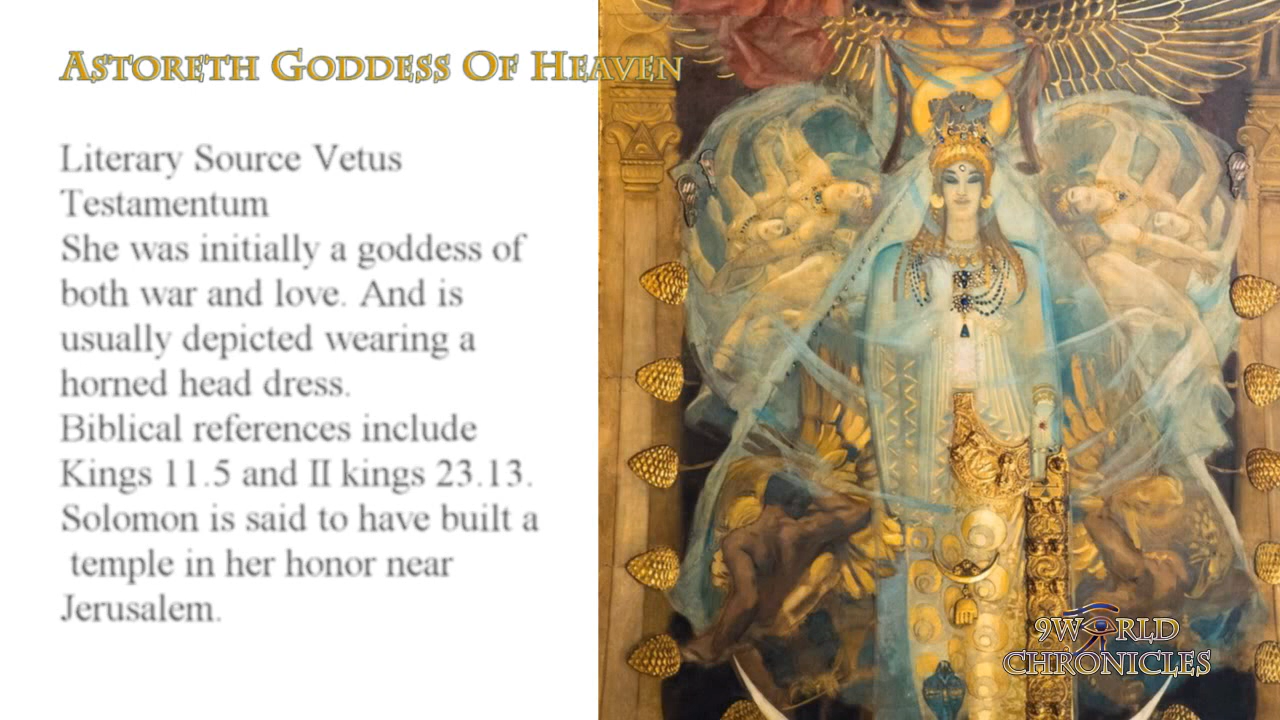 Astoreth Goddess Of Heaven
Literary Source Vetus
Testamentum
She was initially a goddess of
both war and love. And is
usually depicted wearing a
horned head dress.
Biblical references include
Kings 11.5 and II kings 23.13.
Solomon is said to have built a
temple in her honor near
Jerusalem.
9WORLD
CHRONICLES